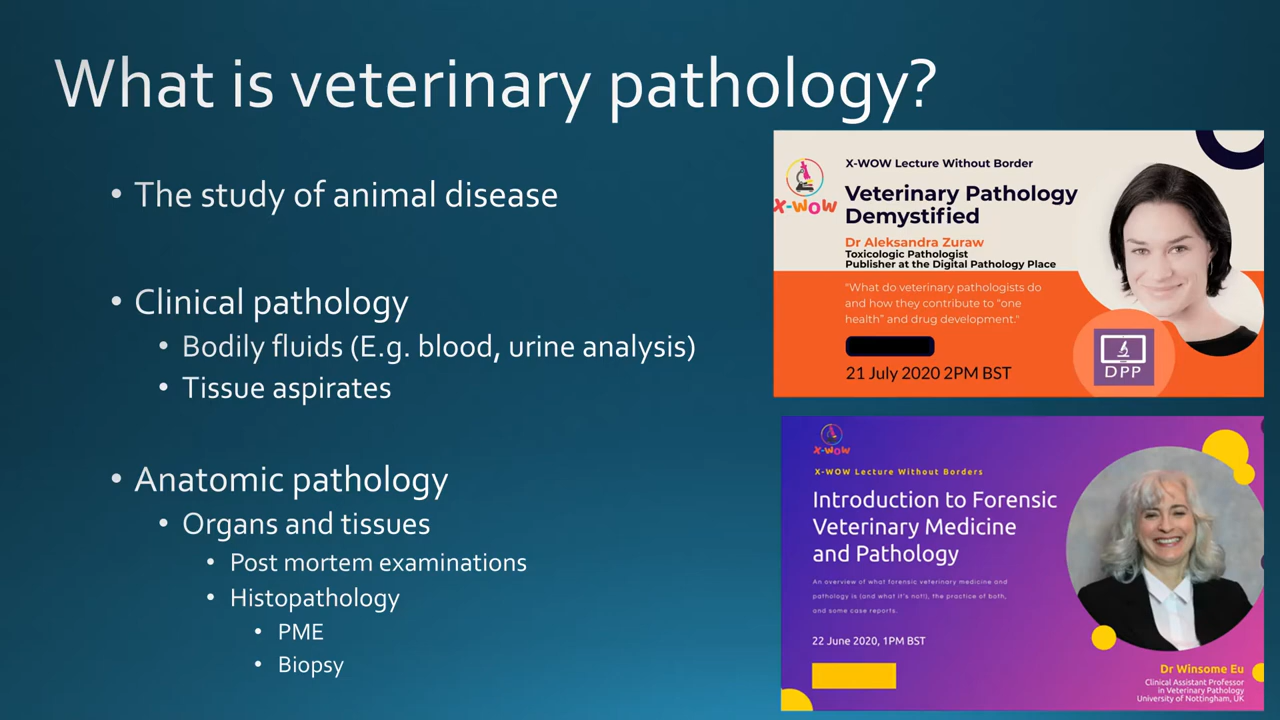 What is veterinary pathology?
• The study of animal disease
• Clinical pathology
• Bodily fluids (E.g. blood, urine analysis)
• Tissue aspirates
• Anatomic pathology
• Organs and tissues
• Post mortem examinations
• Histopathology
• PME
• Biopsy
X-WOW
X-WOW Lecture Without Border
Veterinary Pathology
Demystified
Dr Aleksandra Zuraw
Toxicologic Pathologist
Publisher at the Digital Pathology Place
"What do veterinary pathologists do
and how they contribute to "one
health" and drug development."
21 July 2020 2PM BST
DPP
X-WOW
X-WOW Lecture Without Borders
Introduction to Forensic
Veterinary Medicine
and Pathology
An overview of what forensic veterinary medicine and
pathology is (and what it's not!), the practice of both,
and some case reports.
22 June 2020, 1PM BST
Dr Winsome Eu
Clinical Assistant Professor
in Veterinary Pathology
University of Nottingham, UK